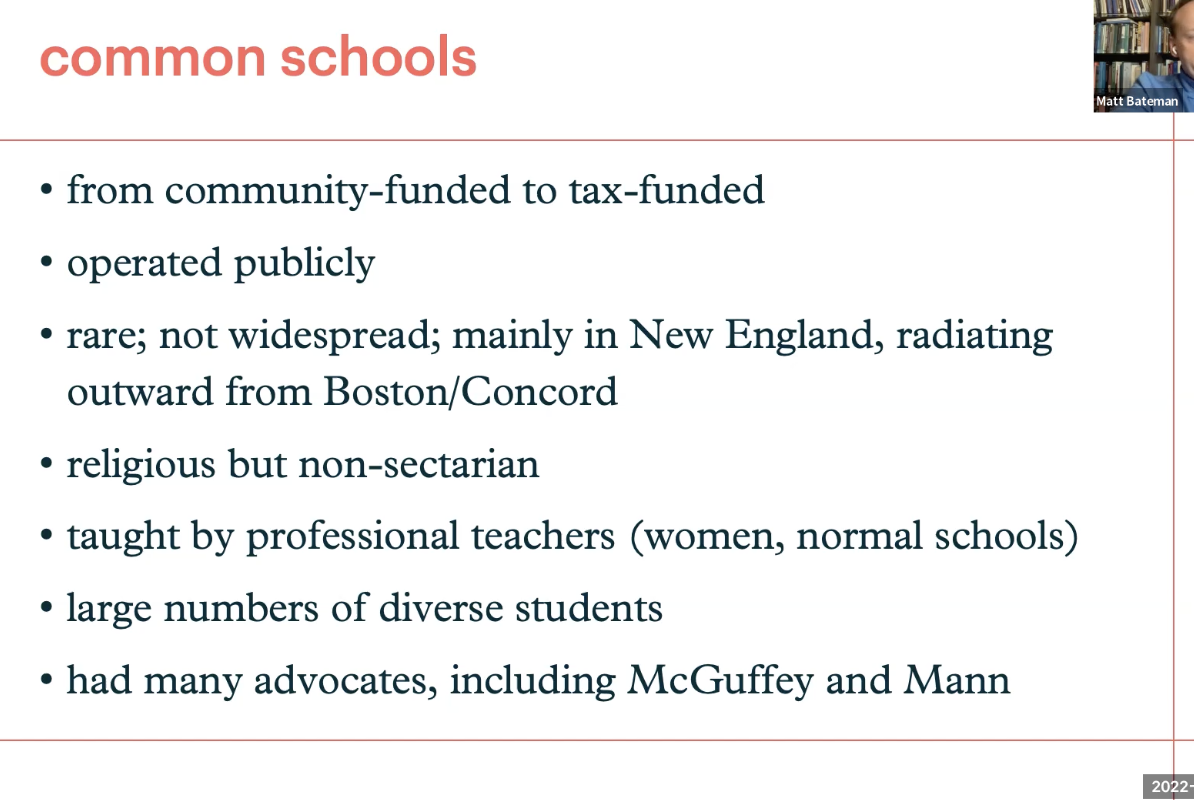 common schools
Matt Bateman
• from community-funded to tax-funded
• operated publicly
• rare; not widespread; mainly in New England, radiating
outward from Boston/Concord
• religious but non-sectarian
• taught by professional teachers (women, normal schools)
• large numbers of diverse students
• had many advocates, including McGuffey and Mann
2022-